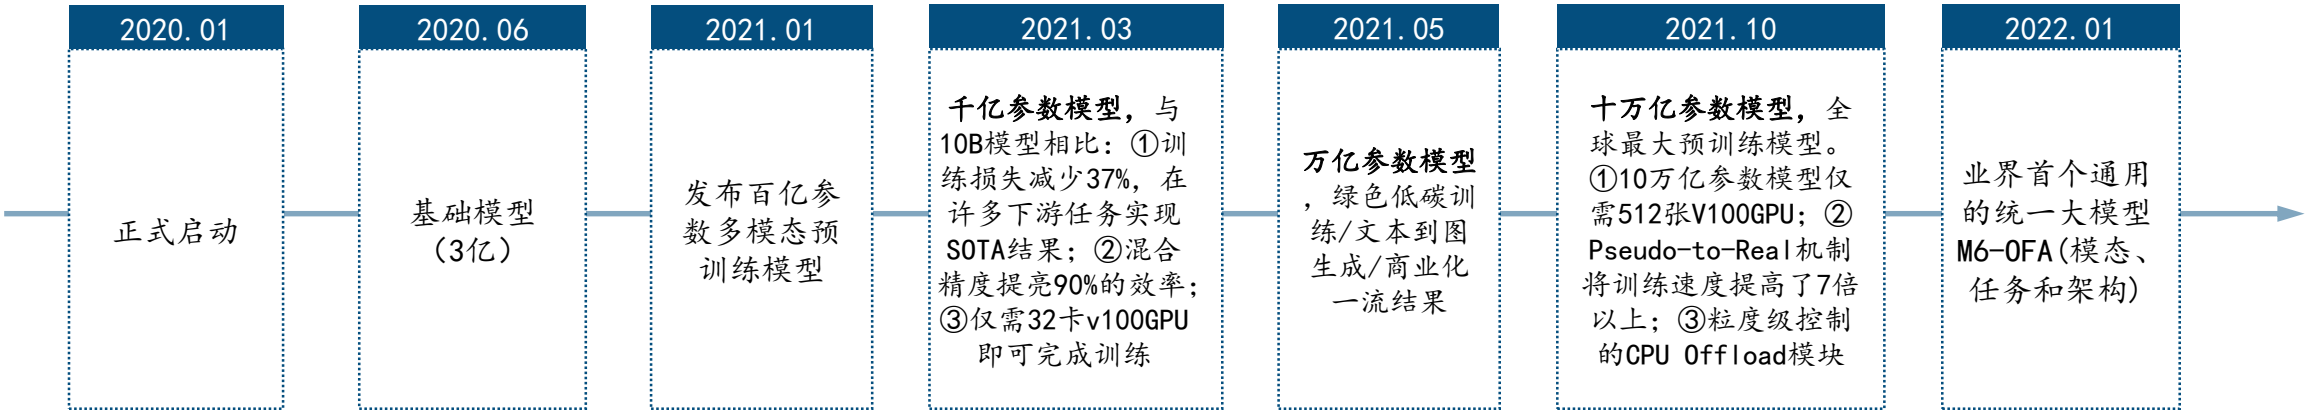 2020.01
正式启动
2020.06
基础模型
（3亿）
2021.01
发布百亿参
数多模态预
训练模型
2021.03
千亿参数模型，与
10B模型相比：①训
练损失减少37%，在
许多下游任务实现
SOTA结果；②混合
精度提亮90%的效率；
③仅需32卡v100GPU
即可完成训练
2021.05
万亿参数模型
，绿色低碳训
练/文本到图
生成/商业化
一流结果
2021.10
十万亿参数模型，全
球最大预训练模型。
①10万亿参数模型仅
需512张V100GPU；②
Pseudo-to-Real机制
将训练速度提高了7倍
以上；③粒度级控制
的CPU Offload模块
2022.01
业界首个通用
的统一大模型
M6-OFA(模态、
任务和架构)